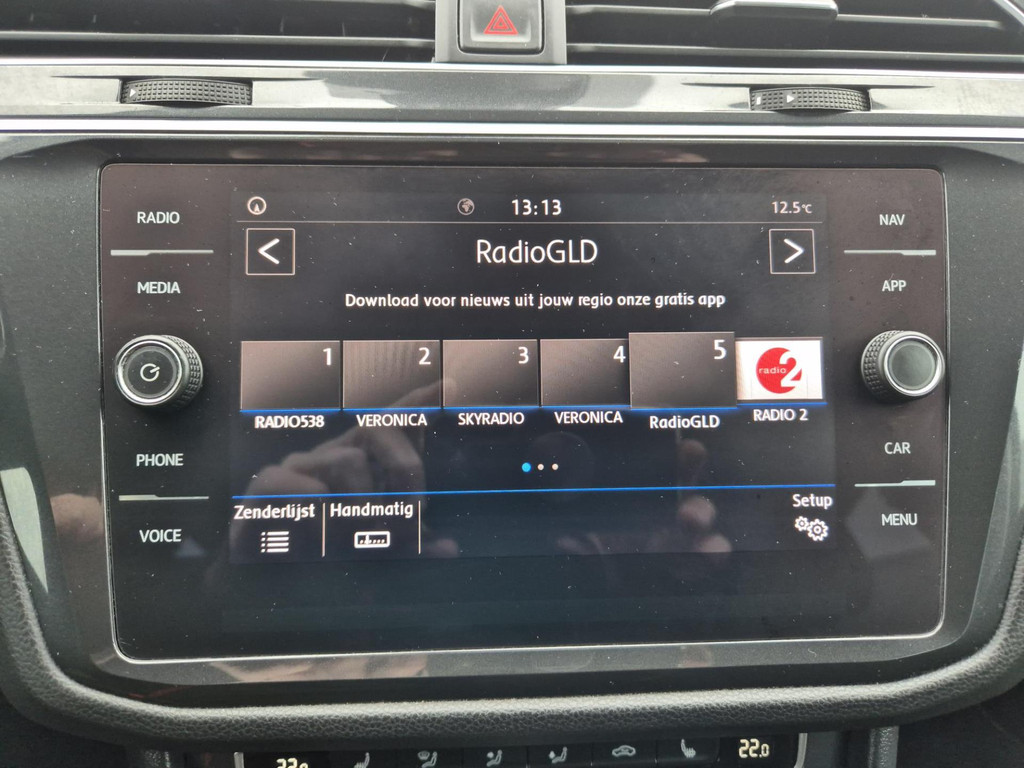 RADIO
MEDIA
PHONE
VOICE
13:13
12.5°C
< RadioGLD >
Download voor nieuws uit jouw regio onze gratis app
1 2 3 4 5 radio 2
RADIO538 VERONICA SKYRADIO VERONICA RadioGLD RADIO 2
Zenderlijst Handmatig Setup
NAV
APP
CAR
MENU
22.0 22.0